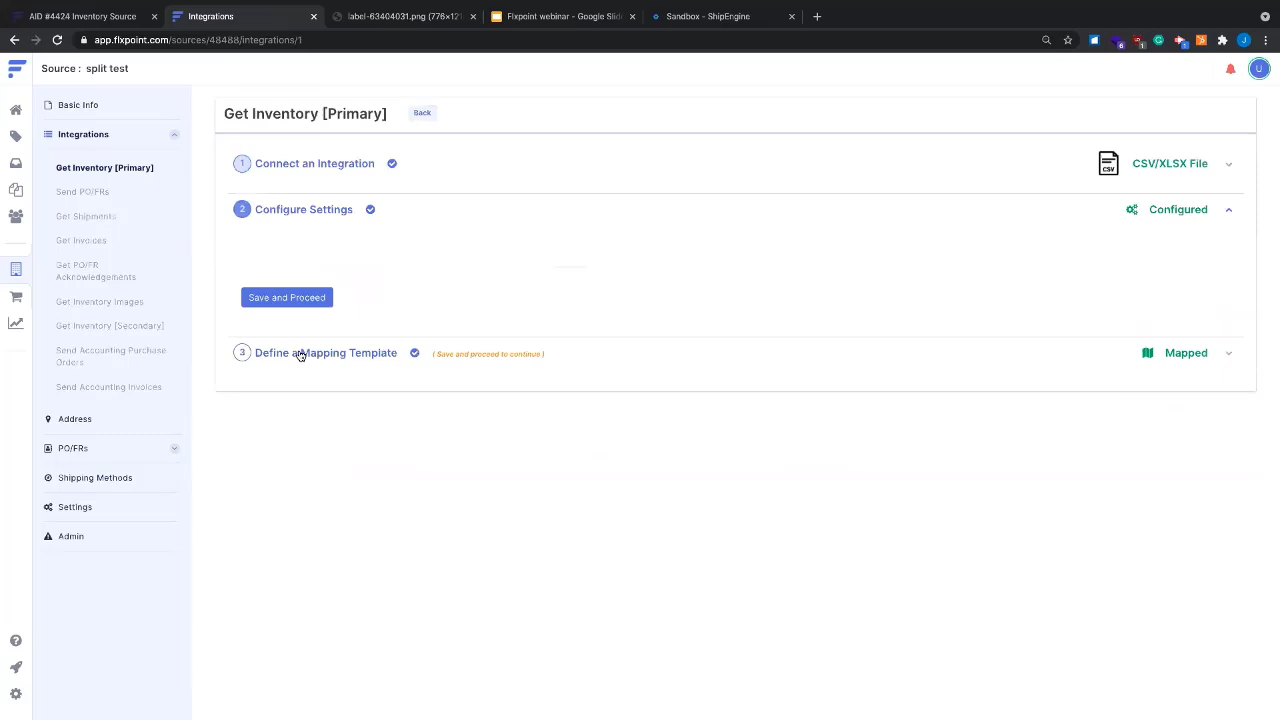 AID #4424 Inventory Source
Integrations
label-63404031.png (776×121
Flxpoint webinar - Google Slid
Sandbox - ShipEngine
app.flxpoint.com/sources/48488/integrations/1
Source : split test
U
Basic Info
Integrations
Get Inventory [Primary]
Send PO/FRs
Get Shipments
Get Invoices
Get PO/FR
Acknowledgements
Get Inventory Images
Get Inventory [Secondary]
Send Accounting Purchase
Orders
Send Accounting Invoices
Address
PO/FRs
Shipping Methods
Settings
Admin
Get Inventory [Primary]
Back
1 Connect an Integration
CSV CSV/XLSX File
2 Configure Settings
Configured
Save and Proceed
3 Define a Mapping Template ( Save and proceed to continue )
Mapped